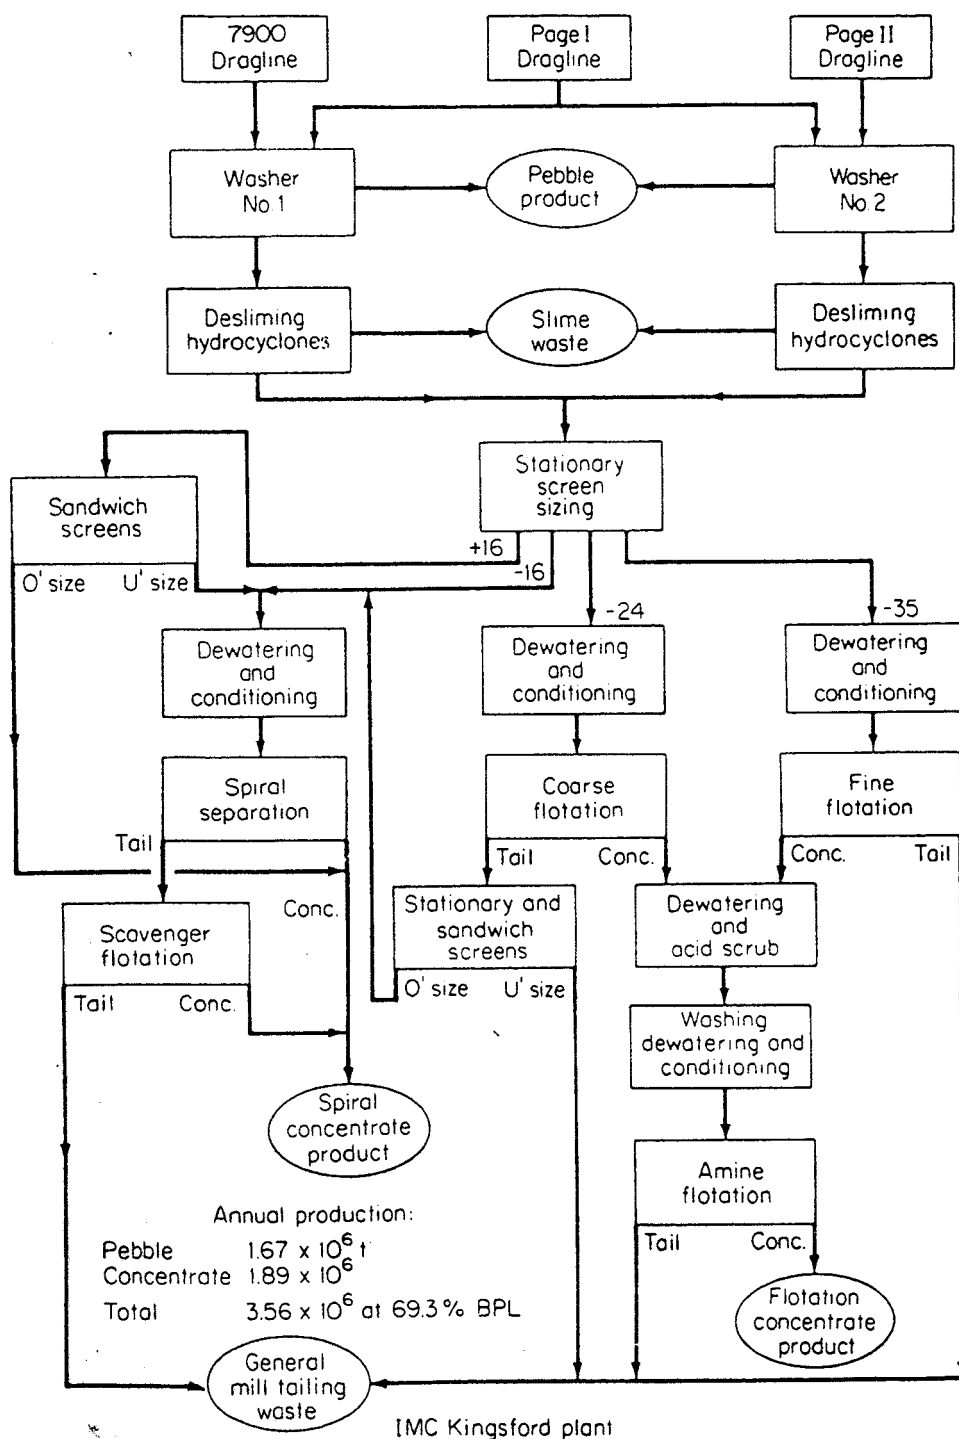 7900
Dragline
Page I
Dragline
Page II
Dragline
Washer
No.1
Pebble
product
Washer
No.2
Desliming
hydrocyclones
Slime
waste
Desliming
hydrocyclones
Stationary
screen
sizing
Sandwich
screens
+16
-16
O' size U' size
-24
-35
Dewatering
and
conditioning
Dewatering
and
conditioning
Dewatering
and
conditioning
Spiral
separation
Coarse
flotation
Fine
flotation
Tail
Tail Conc.
Conc. Tail
Conc.
Scavenger
flotation
Stationary and
sandwich
screens
Dewatering
and
acid scrub
Tail Conc.
O' size U' size
Washing
dewatering and
conditioning
Spiral
concentrate
product
Amine
flotation
Tail Conc.
Annual production:
Pebble 1.67 x 10⁶ t
Concentrate 1.89 x 10⁶
Total 3.56 x 10⁶ at 69.3% BPL
Flotation
concentrate
product
General
mill tailing
waste
IMC Kingsford plant